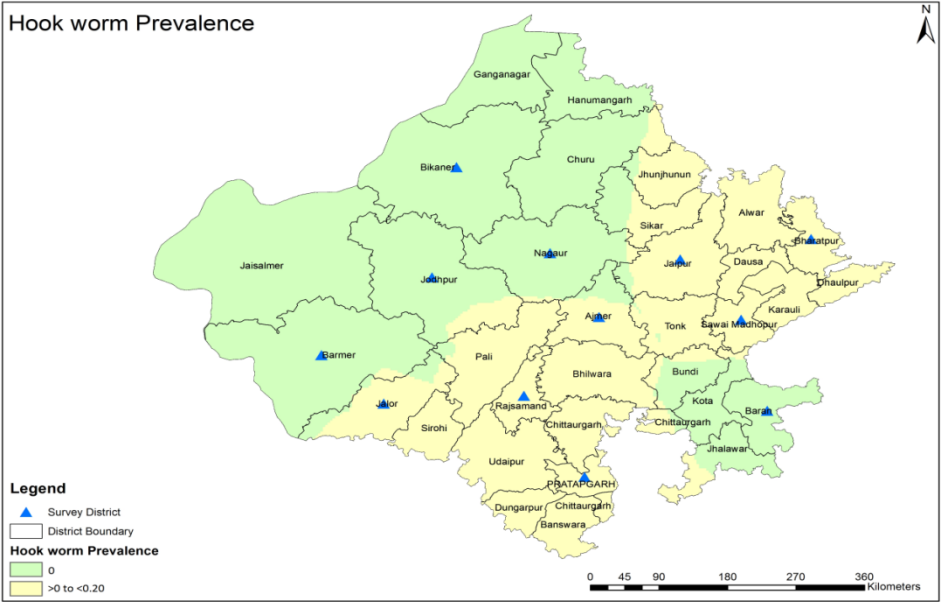 Hook worm Prevalence
N
Ganganagar
Hanumangarh
Bikaner
Churu
Jhunjhunun
Alwar
Sikar
Bharatpur
Jaisalmer
Nagaur
Jaipur
Dausa
Jodhpur
Dhaulpur
Karauli
Ajmer
Tonk
Sawai Madhopur
Barmer
Pali
Bhilwara
Bundi
Kota
Jalor
Rajsamand
Baran
Sirohi
Chittaurgarh
Chittaurgarh
Jhalawar
Udaipur
PRATAPGARH
Dungarpur
Chittaurgarh
Banswara
Legend
Survey District
District Boundary
Hook worm Prevalence
0
>0 to <0.20
0 45 90 180 270 360
Kilometers